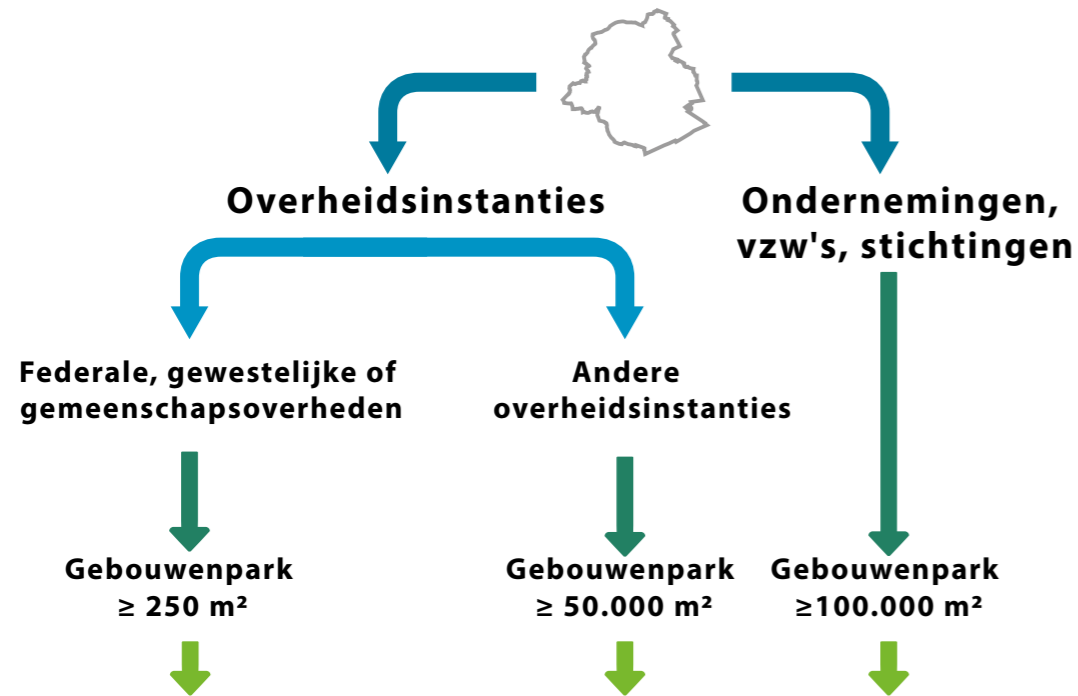 Overheidsinstanties
Ondernemingen,
vzw's, stichtingen
Federale, gewestelijke of
gemeenschapsoverheden
Andere
overheidsinstanties
Gebouwenpark
≥ 250 m²
Gebouwenpark
≥ 50.000 m²
Gebouwenpark
≥100.000 m²